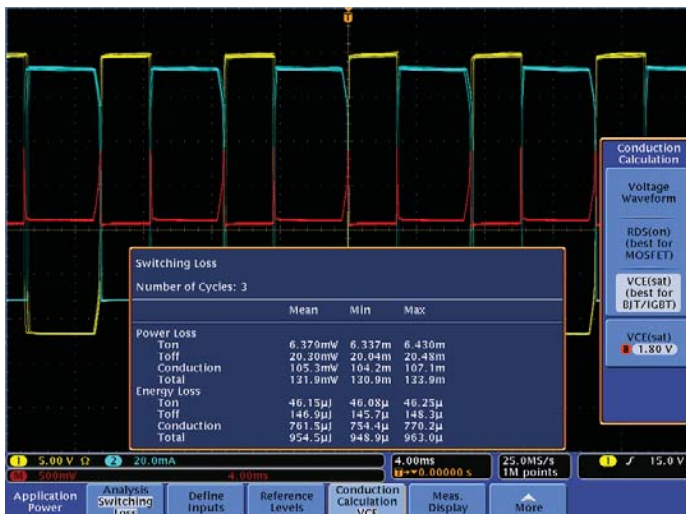 Conduction
Calculation
Voltage
Waveform
RDS(on)
(best for
MOSFET)
VCE(sat)
(best for
BJT/IGBT)
VCE(sat)
a 1.80 V
Switching Loss
Number of Cycles: 3
Mean Min Max
Power Loss
Ton 6.379mW 6.337m 6.430m
Toff 20.30mW 20.04m 20.48m
Conduction 105.3mW 104.2m 107.1m
Total 131.9mW 130.9m 133.9m
Energy Loss
Ton 46.15µJ 46.08µ 46.25µ
Toff 146.9µJ 145.7µ 148.3µ
Conduction 761.5µJ 754.4µ 770.2µ
Total 954.5µJ 948.9µ 963.0µ
1 5.00 V Ω 2 20.0mA 4.00ms 25.0MS/s 1 15.0 V
M 500mW 4.00ms 0.00000 s 1M points
Application
Power
Analysis
Switching
Loss
Define
Inputs
Reference
Levels
Conduction
Calculation
VCE
Meas.
Display
More